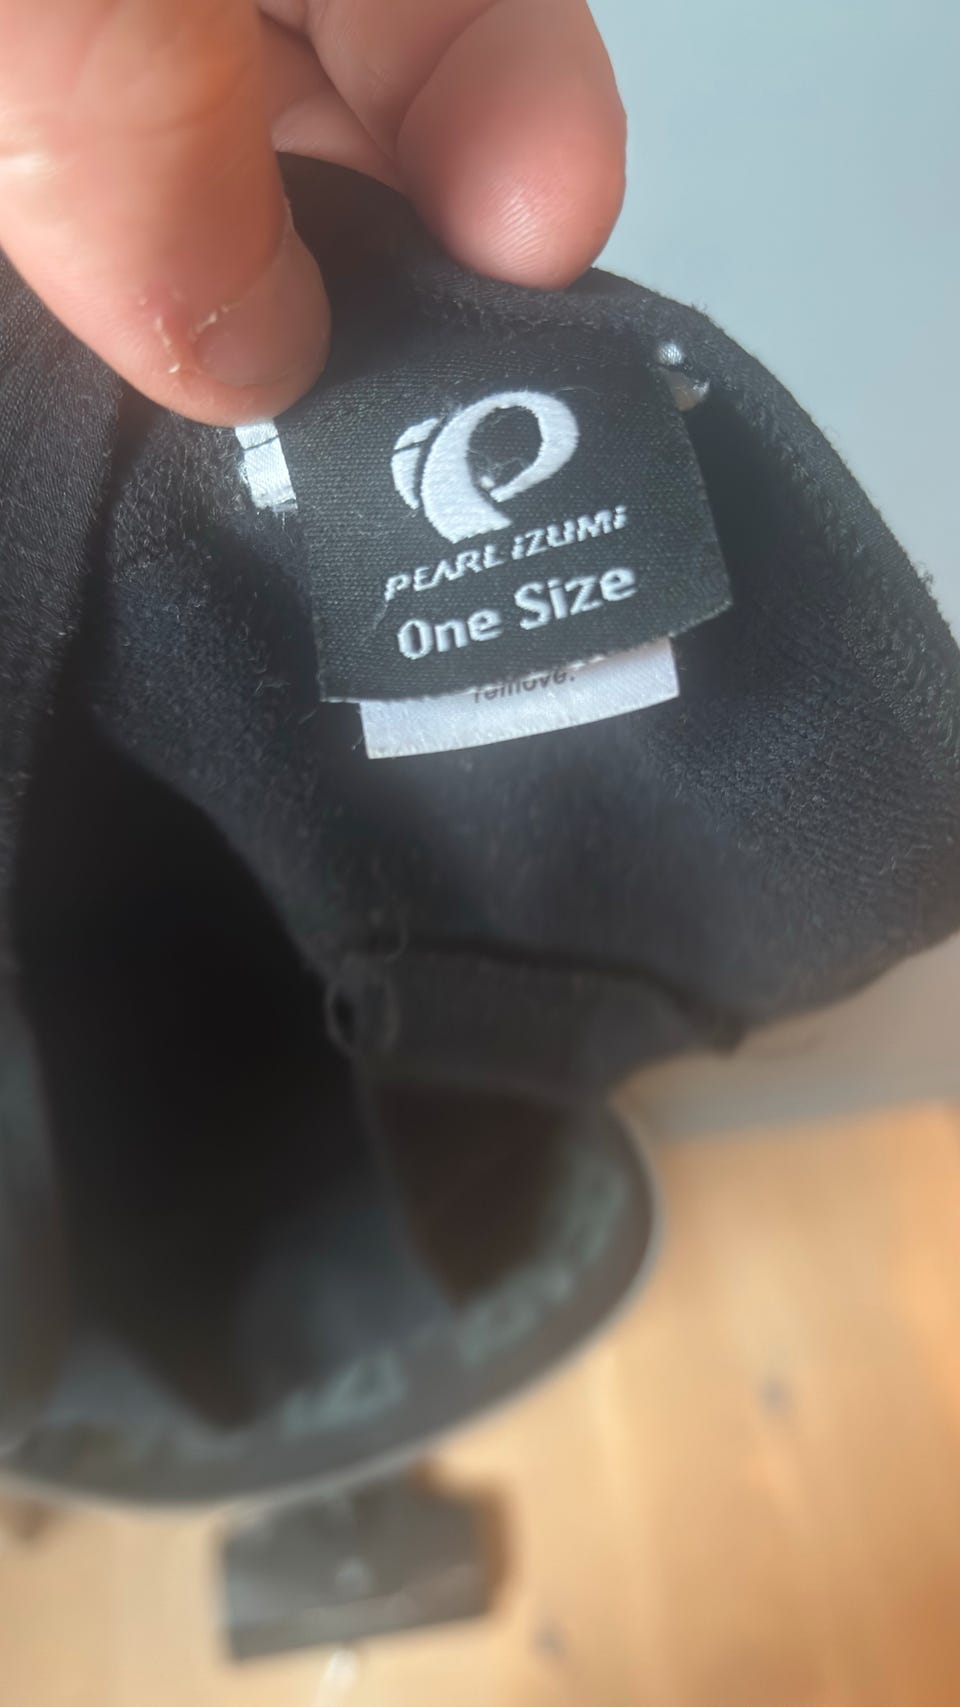 PEARL iZUMi
One Size
remove.